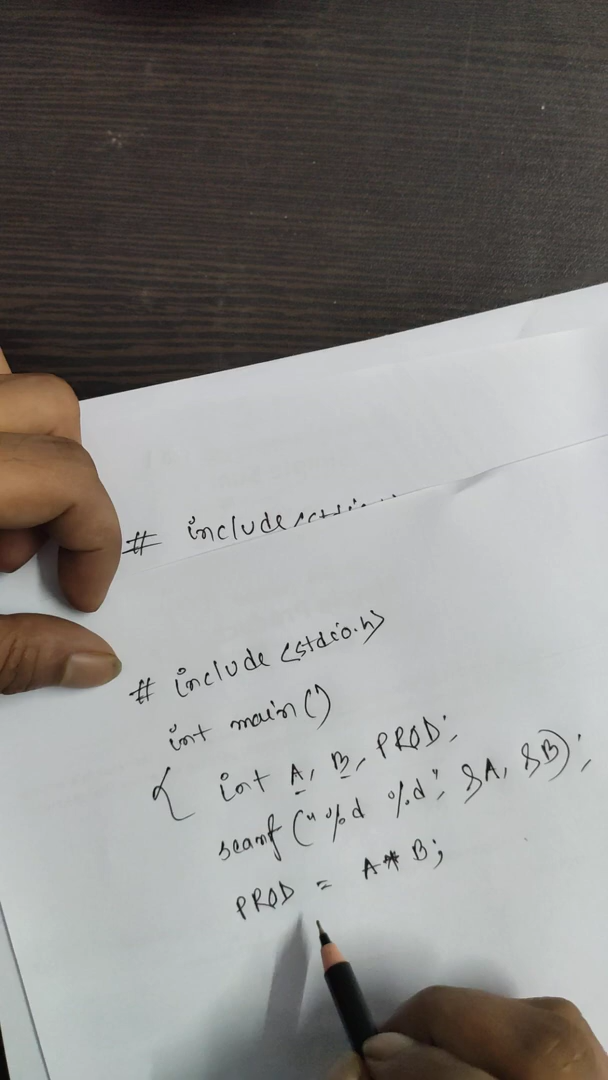 # include
# include <stdio.h>
int main()
{ int A, B, PROD;
scanf ("%d %d", &A, &B);
PROD = A * B;